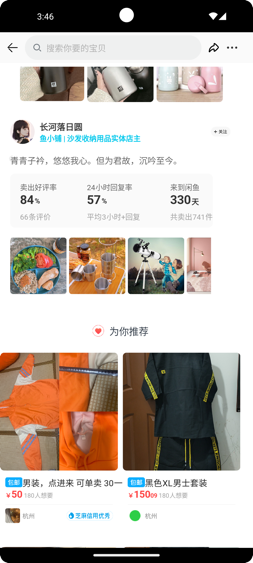 3:46
搜索你要的宝贝
长河落日圆
+关注
鱼小铺 | 沙发收纳用品实体店主
青青子衿，悠悠我心。但为君故，沉吟至今。
卖出好评率 24小时回复率 来到闲鱼
84% 57% 330天
66条评价 平均3小时+回复 共卖出741件
为你推荐
包邮 男装，点进来 可单卖 30一
¥50 180人想要
杭州 芝麻信用优秀
包邮 黑色XL男士套装
¥15009 180人想要
杭州